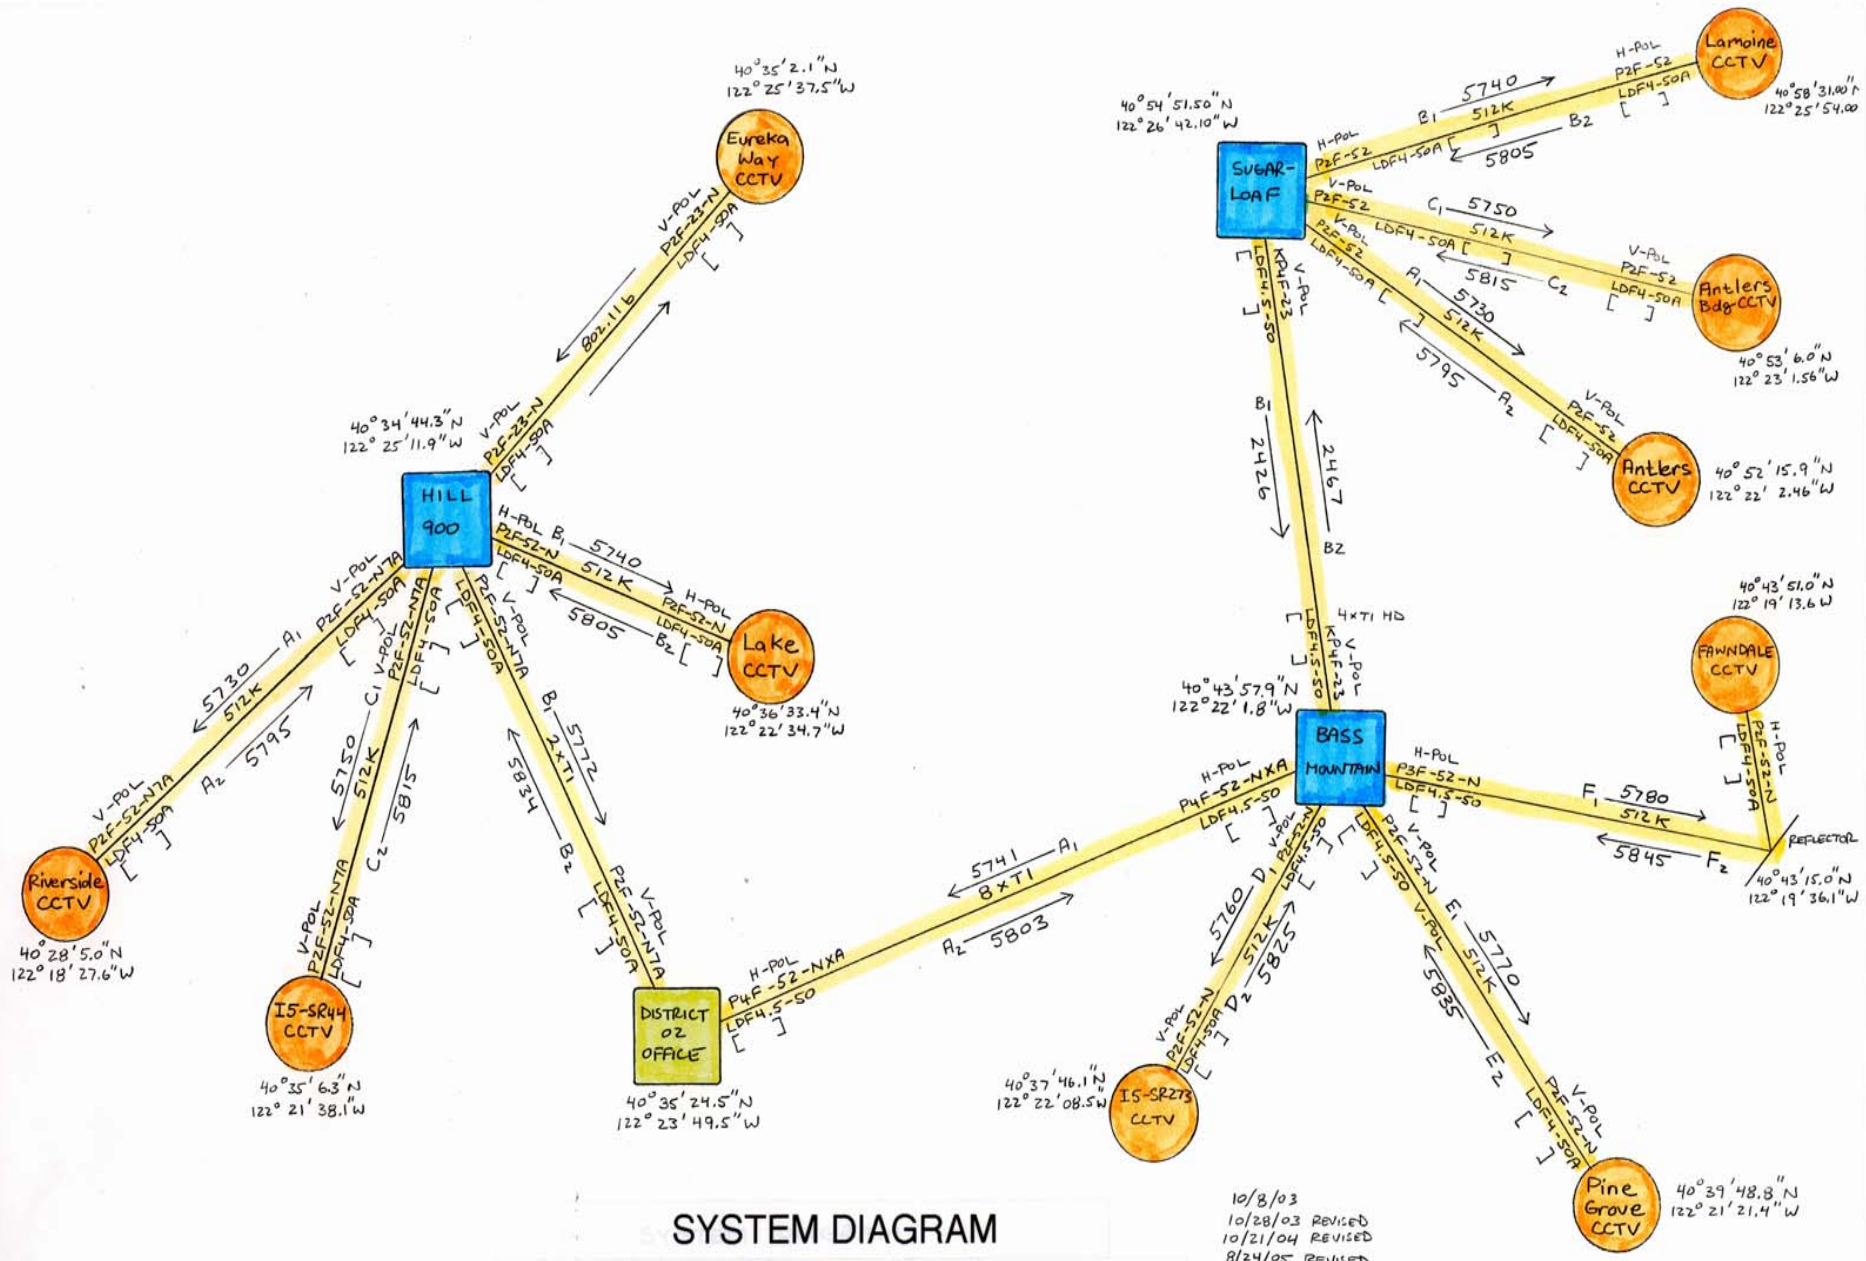 40°35'2.1"N
122°25'37.5"W
Eureka
Way
CCTV
V-POL
P2F-23-N
LDF4-50A
[ ]
802.11b
V-POL
P2F-23-N
LDF4-50A
[ ]
40°34'44.3"N
122°25'11.9"W
HILL
900
H-POL
P2F-52-N
LDF4-50A
[ ]
B1 5740
512K
5805 B2
H-POL
P2F-52-N
LDF4-50A
[ ]
Lake
CCTV
40°36'33.4"N
122°22'34.7"W
V-POL
P2F-52-N7A
LDF4-50A
[ ]
5730 A1
512K
A2 5795
V-POL
P2F-52-N7A
LDF4-50A
[ ]
Riverside
CCTV
40°28'5.0"N
122°18'27.6"W
V-POL
P2F-52-N7A
LDF4-50A
[ ]
5750 C1
512K
C2 5815
V-POL
P2F-52-N7A
LDF4-50A
[ ]
I5-SR44
CCTV
40°35'6.3"N
122°21'38.1"W
V-POL
P2F-52-N7A
LDF4-50A
[ ]
B1 5772
2xT1
5834 B2
V-POL
P2F-52-N7A
LDF4-50A
[ ]
DISTRICT
02
OFFICE
40°35'24.5"N
122°23'49.5"W
H-POL
P4F-52-NXA
LDF4.5-50
[ ]
5741 A1
8xT1
A2 5803
H-POL
P4F-52-NXA
LDF4.5-50
[ ]
40°54'51.50"N
122°26'42.10"W
SUGAR-
LOAF
H-POL
P2F-52
LDF4-50A [ ]
B1 5740
512K
5805 B2
H-POL
P2F-52
LDF4-50A
[ ]
Lamoine
CCTV
40°58'31.00"
122°25'54.00
V-POL
P2F-52
LDF4-50A [ ]
C1 5750
512K
5815 C2
V-POL
P2F-52
LDF4-50A
[ ]
Antlers
Bdg CCTV
40°53'6.0"N
122°23'1.56"W
V-POL
P2F-52
LDF4-50A [ ]
A1 5730
512K
5795 A2
V-POL
P2F-52
LDF4-50A
[ ]
Antlers
CCTV
40°52'15.9"N
122°22'2.46"W
V-POL
KP4F-23
LDF4.5-50
[ ]
B1 2426
2467 B2
4xT1 HD
V-POL
KP4F-23
LDF4.5-50
[ ]
40°43'57.9"N
122°22'1.8"W
BASS
MOUNTAIN
H-POL
P3F-52-N
LDF4.5-50
[ ]
F1 5780
512K
5845 F2
REFLECTOR
40°43'15.0"N
122°19'36.1"W
H-POL
P2F-52-N
LDF4-50A
[ ]
FAWNDALE
CCTV
40°43'51.0"N
122°19'13.6 W
V-POL
P2F-52-N
LDF4.5-50
[ ]
5760 D1
512K
D2 5825
V-POL
P2F-52-N
LDF4-50A
[ ]
I5-SR273
CCTV
40°37'46.1"N
122°22'08.5"W
V-POL
P2F-52-N
LDF4.5-50
[ ]
V-POL
E1 5770
512K
5835 E2
V-POL
P2F-52-N
LDF4-50A
[ ]
Pine
Grove
CCTV
40°39'48.8"N
122°21'21.4"W
SYSTEM DIAGRAM
10/8/03
10/28/03 REVISED
10/21/04 REVISED
8/24/05 REVISED